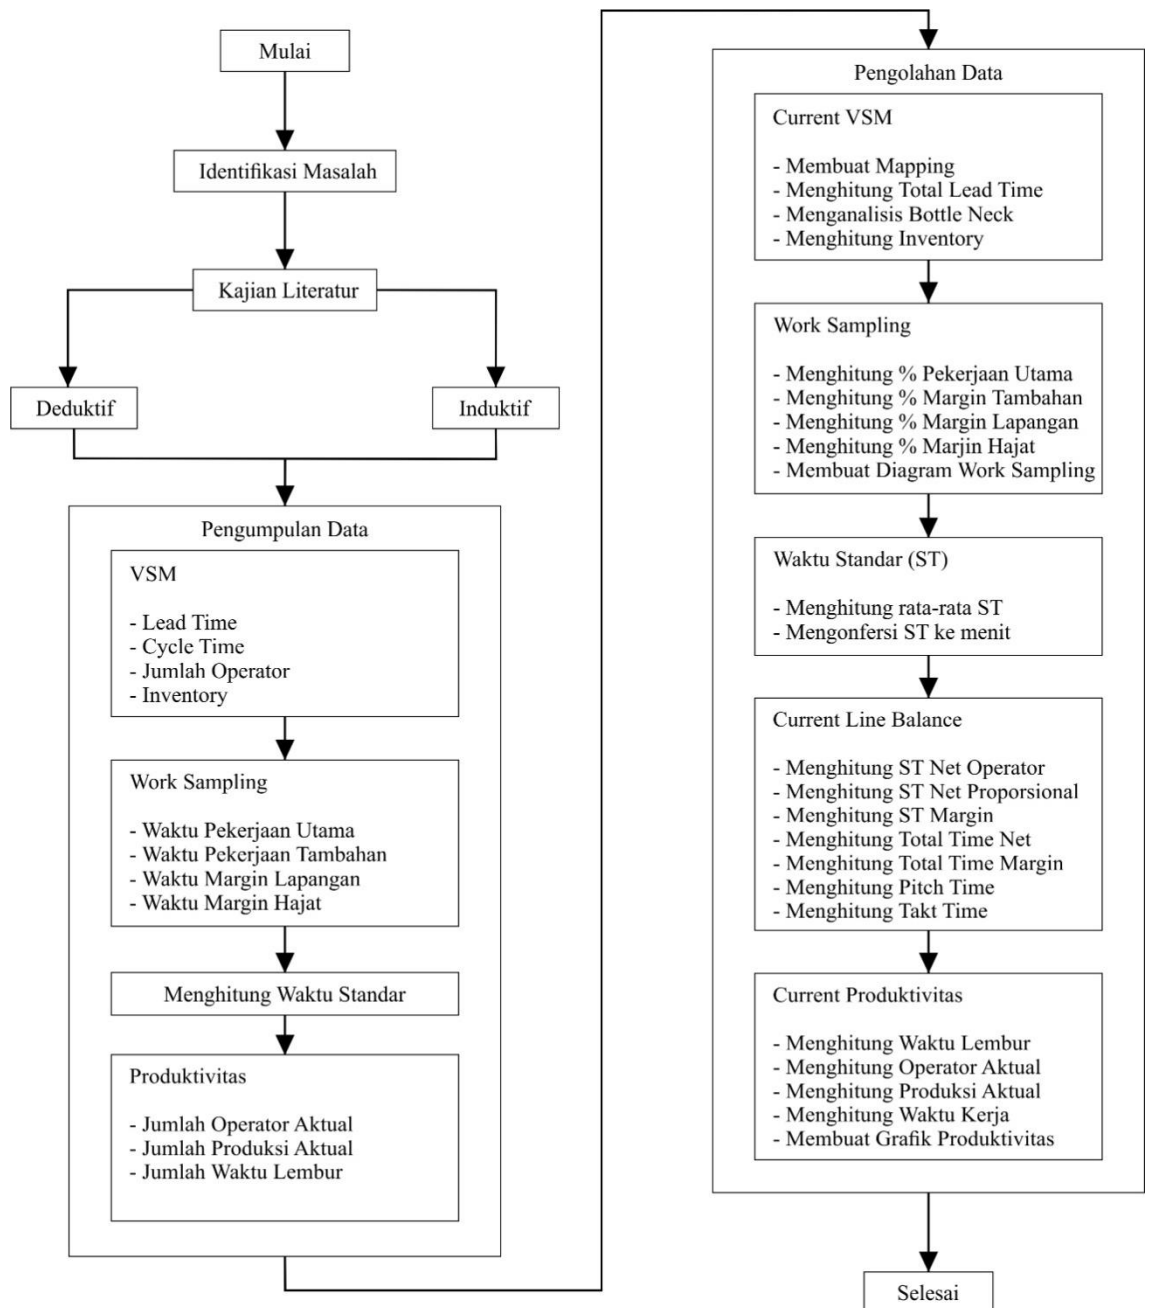 Mulai
Identifikasi Masalah
Kajian Literatur
Deduktif
Induktif
Pengumpulan Data
VSM
- Lead Time
- Cycle Time
- Jumlah Operator
- Inventory
Work Sampling
- Waktu Pekerjaan Utama
- Waktu Pekerjaan Tambahan
- Waktu Margin Lapangan
- Waktu Margin Hajat
Menghitung Waktu Standar
Produktivitas
- Jumlah Operator Aktual
- Jumlah Produksi Aktual
- Jumlah Waktu Lembur
Pengolahan Data
Current VSM
- Membuat Mapping
- Menghitung Total Lead Time
- Menganalisis Bottle Neck
- Menghitung Inventory
Work Sampling
- Menghitung % Pekerjaan Utama
- Menghitung % Margin Tambahan
- Menghitung % Margin Lapangan
- Menghitung % Marjin Hajat
- Membuat Diagram Work Sampling
Waktu Standar (ST)
- Menghitung rata-rata ST
- Mengonfersi ST ke menit
Current Line Balance
- Menghitung ST Net Operator
- Menghitung ST Net Proporsional
- Menghitung ST Margin
- Menghitung Total Time Net
- Menghitung Total Time Margin
- Menghitung Pitch Time
- Menghitung Takt Time
Current Produktivitas
- Menghitung Waktu Lembur
- Menghitung Operator Aktual
- Menghitung Produksi Aktual
- Menghitung Waktu Kerja
- Membuat Grafik Produktivitas
Selesai